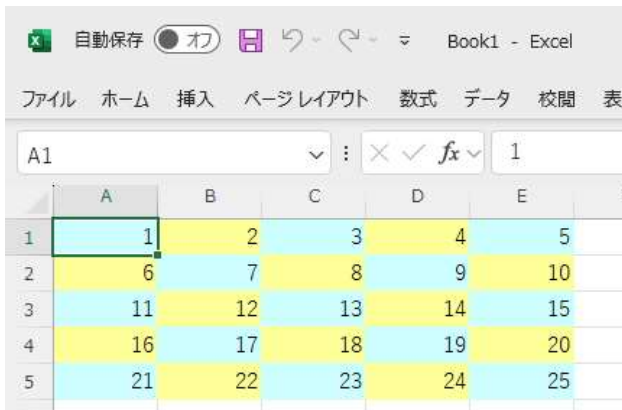 自動保存 オフ Book1 - Excel
ファイル ホーム 挿入 ページ レイアウト 数式 データ 校閲 表
A1 fx 1
A B C D E
1 1 2 3 4 5
2 6 7 8 9 10
3 11 12 13 14 15
4 16 17 18 19 20
5 21 22 23 24 25